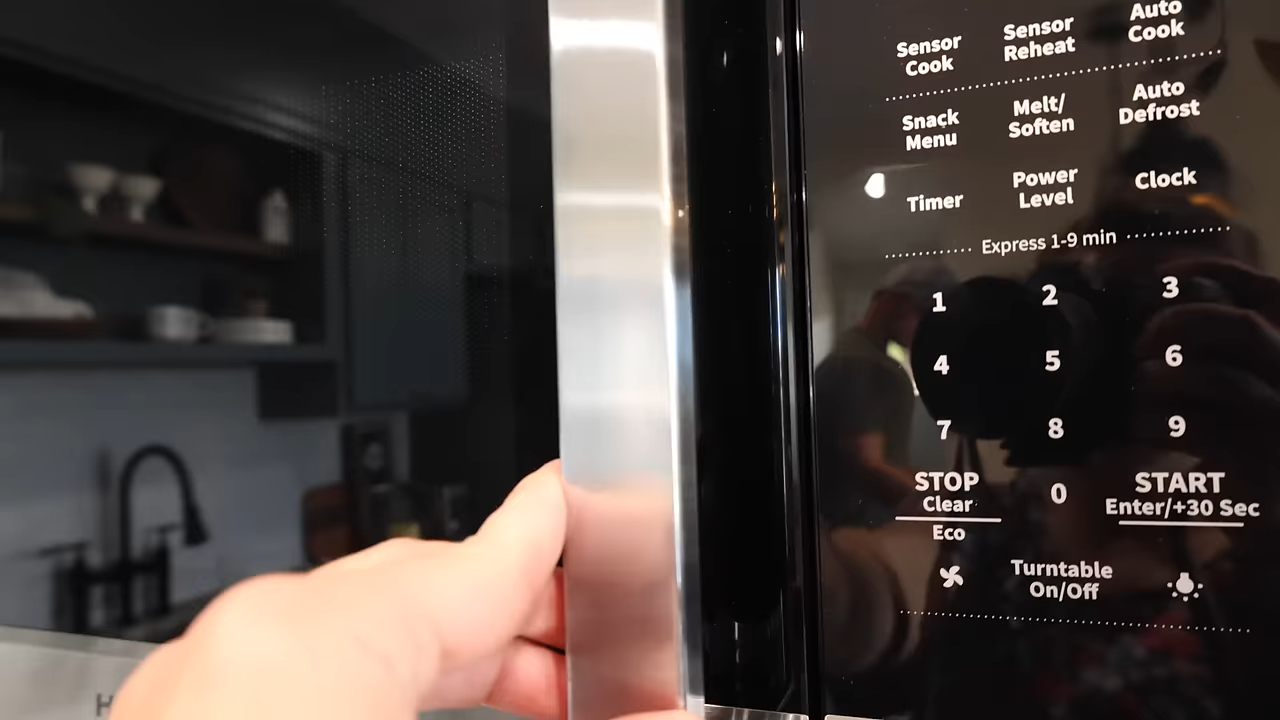 Sensor Cook
Sensor Reheat
Auto Cook
Snack Menu
Melt/ Soften
Auto Defrost
Timer
Power Level
Clock
Express 1-9 min
1 2 3
4 5 6
7 8 9
STOP Clear
0
START Enter/+30 Sec
Eco
Turntable On/Off
H